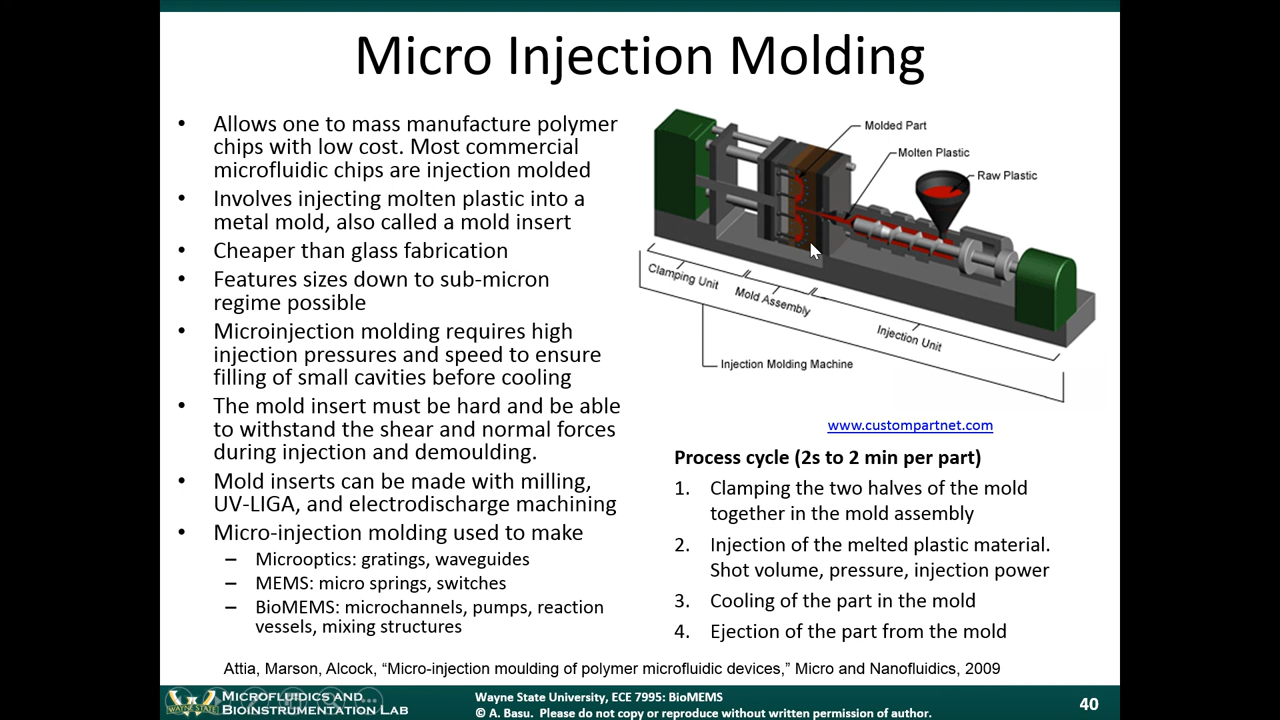 Micro Injection Molding
• Allows one to mass manufacture polymer
chips with low cost. Most commercial
microfluidic chips are injection molded
• Involves injecting molten plastic into a
metal mold, also called a mold insert
• Cheaper than glass fabrication
• Features sizes down to sub-micron
regime possible
• Microinjection molding requires high
injection pressures and speed to ensure
filling of small cavities before cooling
• The mold insert must be hard and be able
to withstand the shear and normal forces
during injection and demoulding.
• Mold inserts can be made with milling,
UV-LIGA, and electrodischarge machining
• Micro-injection molding used to make
– Microoptics: gratings, waveguides
– MEMS: micro springs, switches
– BioMEMS: microchannels, pumps, reaction
vessels, mixing structures
Molded Part
Molten Plastic
Raw Plastic
Clamping Unit
Mold Assembly
Injection Unit
Injection Molding Machine
www.custompartnet.com
Process cycle (2s to 2 min per part)
1. Clamping the two halves of the mold
together in the mold assembly
2. Injection of the melted plastic material.
Shot volume, pressure, injection power
3. Cooling of the part in the mold
4. Ejection of the part from the mold
Attia, Marson, Alcock, “Micro-injection moulding of polymer microfluidic devices,” Micro and Nanofluidics, 2009
WAYNE STATE
MICROFLUIDICS AND
BIOINSTRUMENTATION LAB
Wayne State University, ECE 7995: BioMEMS
© A. Basu. Please do not copy or reproduce without written permission of author.
40